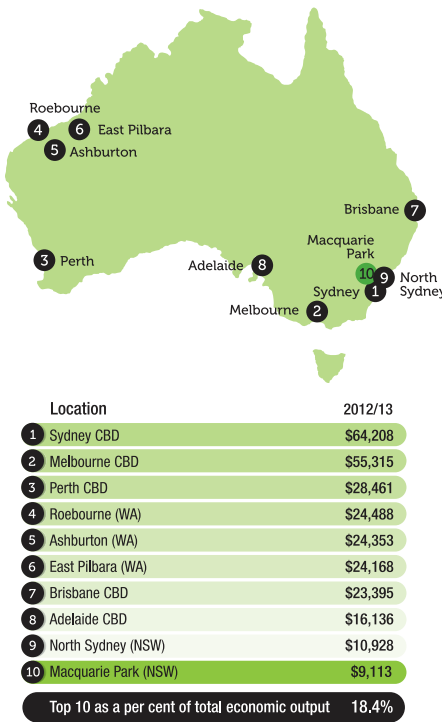 Roebourne
4
6
East Pilbara
5
Ashburton
Brisbane
7
Macquarie
Park
3
Perth
Adelaide
8
10
9
North
Sydney
Sydney
1
Melbourne
2
Location 2012/13
1 Sydney CBD $64,208
2 Melbourne CBD $55,315
3 Perth CBD $28,461
4 Roebourne (WA) $24,488
5 Ashburton (WA) $24,353
6 East Pilbara (WA) $24,168
7 Brisbane CBD $23,395
8 Adelaide CBD $16,136
9 North Sydney (NSW) $10,928
10 Macquarie Park (NSW) $9,113
Top 10 as a per cent of total economic output 18,4%